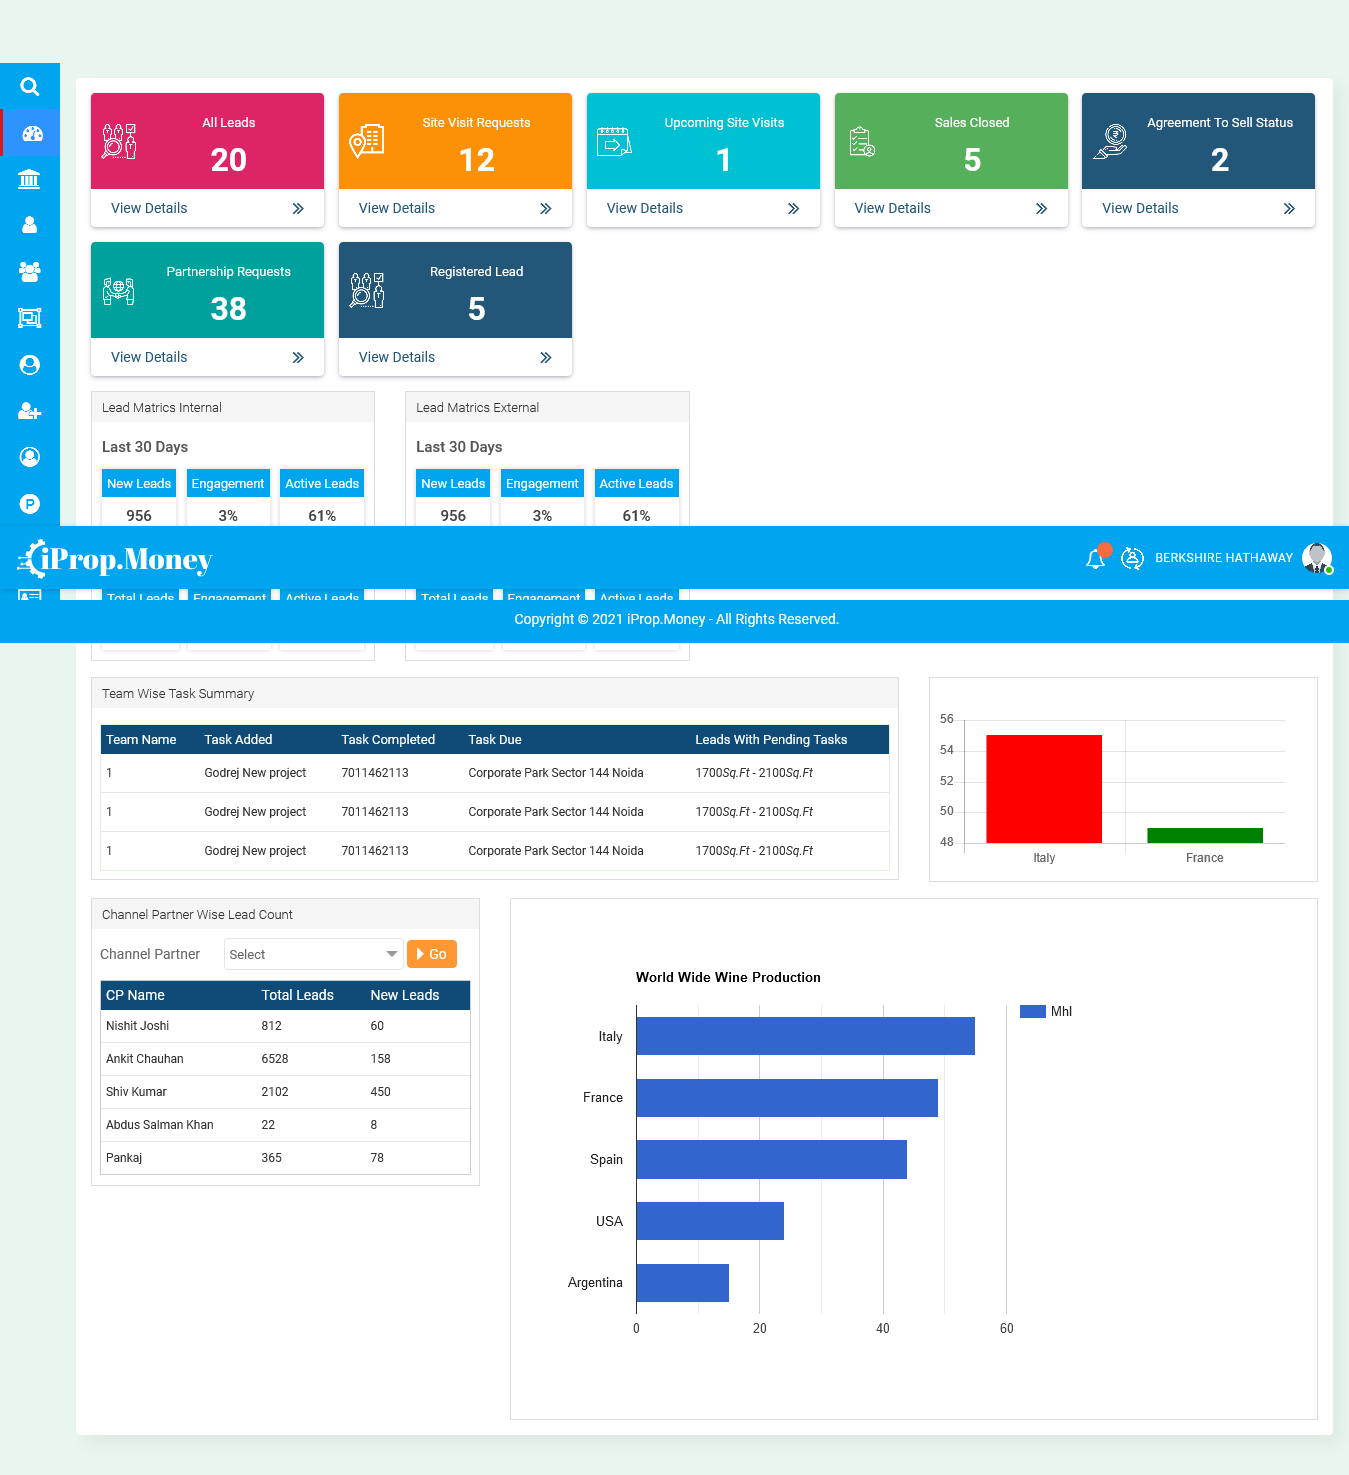 All Leads
20
View Details
Site Visit Requests
12
View Details
Upcoming Site Visits
1
View Details
Sales Closed
5
View Details
Agreement To Sell Status
2
View Details
Partnership Requests
38
View Details
Registered Lead
5
View Details
Lead Matrics Internal
Last 30 Days
New Leads Engagement Active Leads
956 3% 61%
Total Leads Engagement Active Leads
Lead Matrics External
Last 30 Days
New Leads Engagement Active Leads
956 3% 61%
Total Leads Engagement Active Leads
iProp.Money
BERKSHIRE HATHAWAY
Copyright © 2021 iProp.Money - All Rights Reserved.
Team Wise Task Summary
Team Name Task Added Task Completed Task Due Leads With Pending Tasks
1 Godrej New project 7011462113 Corporate Park Sector 144 Noida 1700Sq.Ft - 2100Sq.Ft
1 Godrej New project 7011462113 Corporate Park Sector 144 Noida 1700Sq.Ft - 2100Sq.Ft
1 Godrej New project 7011462113 Corporate Park Sector 144 Noida 1700Sq.Ft - 2100Sq.Ft
56
54
52
50
48
Italy France
Channel Partner Wise Lead Count
Channel Partner Select Go
CP Name Total Leads New Leads
Nishit Joshi 812 60
Ankit Chauhan 6528 158
Shiv Kumar 2102 450
Abdus Salman Khan 22 8
Pankaj 365 78
World Wide Wine Production
Mhl
Italy
France
Spain
USA
Argentina
0 20 40 60